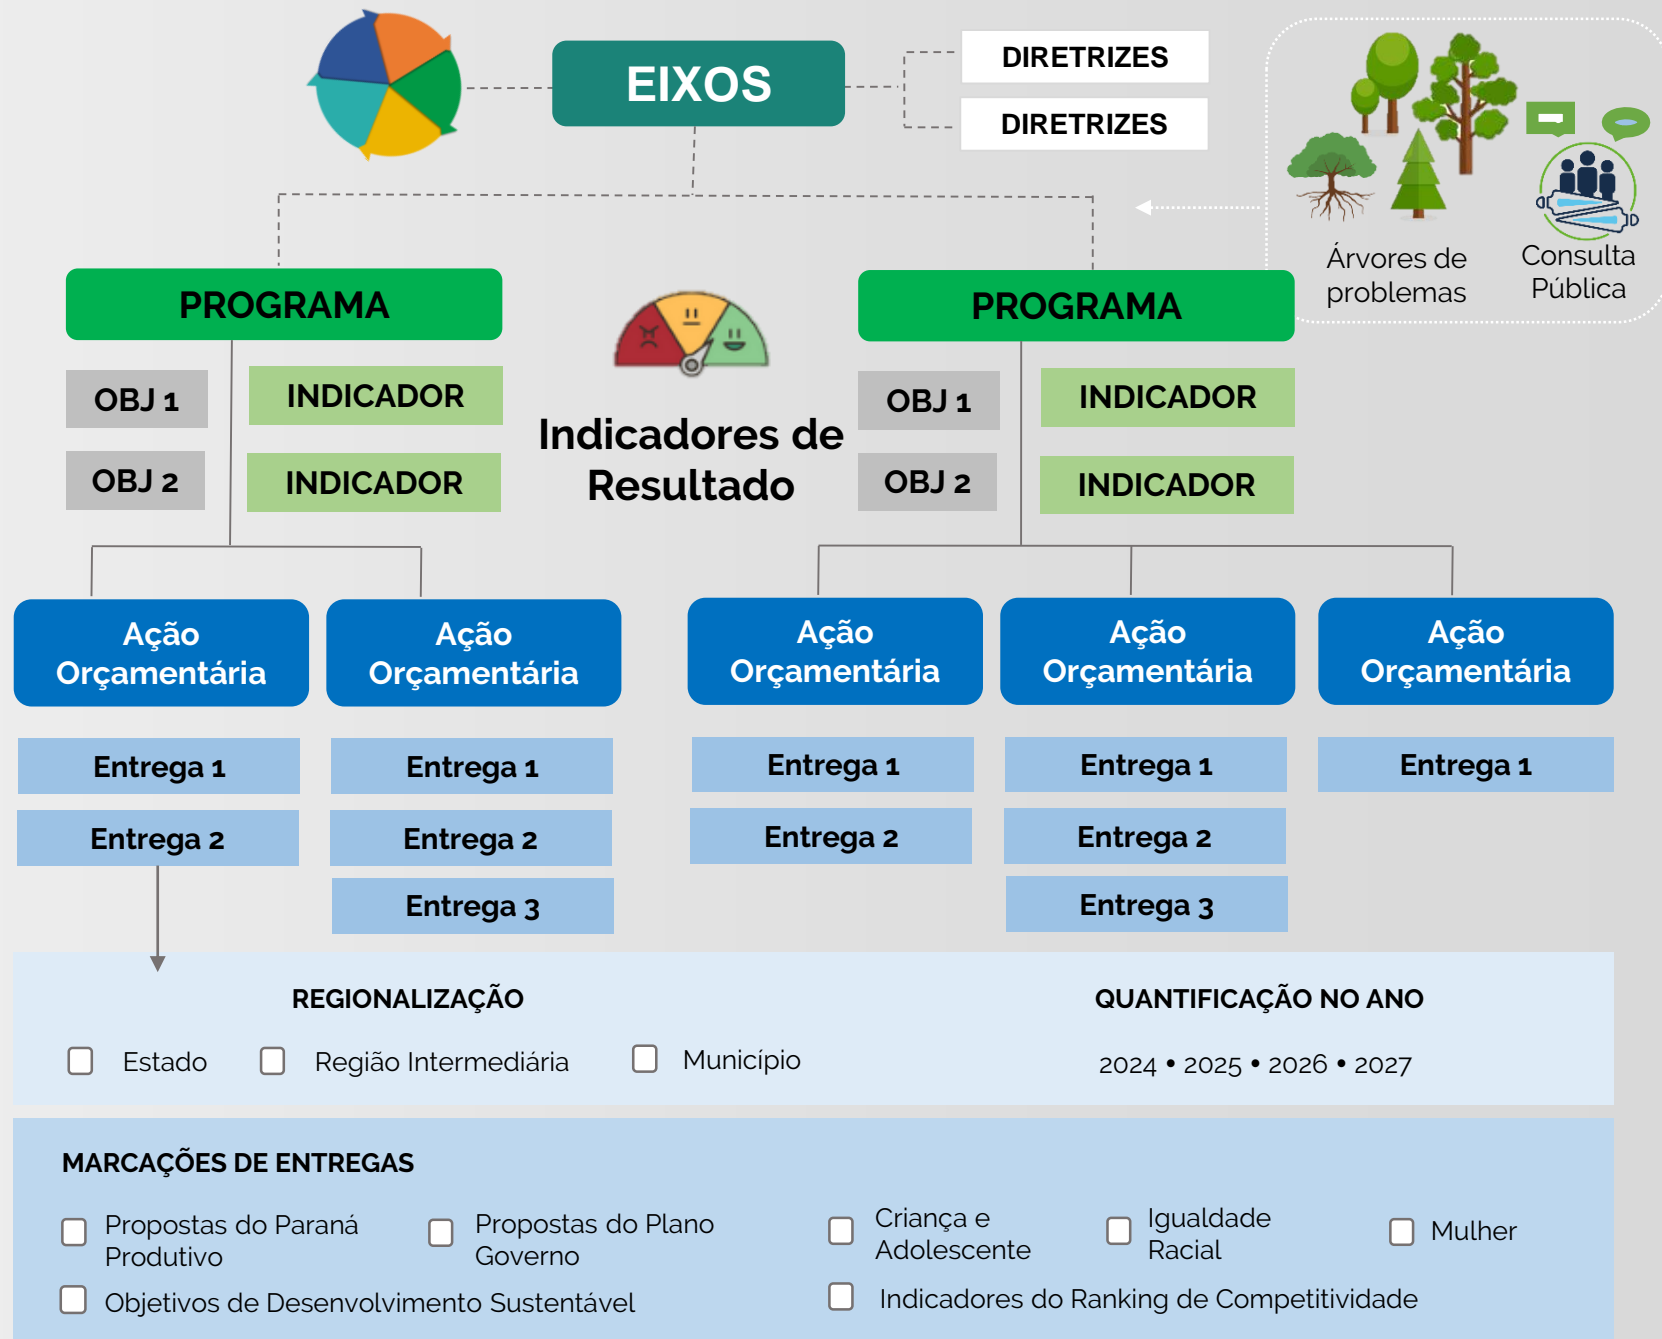 EIXOS
DIRETRIZES
DIRETRIZES
Árvores de
problemas
Consulta
Pública
PROGRAMA
OBJ 1
INDICADOR
OBJ 2
INDICADOR
Indicadores de
Resultado
PROGRAMA
OBJ 1
INDICADOR
OBJ 2
INDICADOR
Ação
Orçamentária
Ação
Orçamentária
Ação
Orçamentária
Ação
Orçamentária
Ação
Orçamentária
Entrega 1
Entrega 1
Entrega 1
Entrega 1
Entrega 1
Entrega 2
Entrega 2
Entrega 2
Entrega 2
Entrega 3
Entrega 3
REGIONALIZAÇÃO
Estado
Região Intermediária
Município
QUANTIFICAÇÃO NO ANO
2024 • 2025 • 2026 • 2027
MARCAÇÕES DE ENTREGAS
Propostas do Paraná
Produtivo
Propostas do Plano
Governo
Criança e
Adolescente
Igualdade
Racial
Mulher
Objetivos de Desenvolvimento Sustentável
Indicadores do Ranking de Competitividade